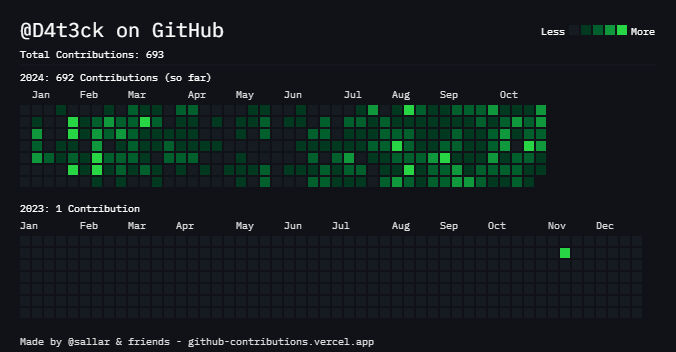 @D4t3ck on GitHub
Less More
Total Contributions: 693
2024: 692 Contributions (so far)
Jan Feb Mar Apr May Jun Jul Aug Sep Oct
2023: 1 Contribution
Jan Feb Mar Apr May Jun Jul Aug Sep Oct Nov Dec
Made by @sallar & friends - github-contributions.vercel.app